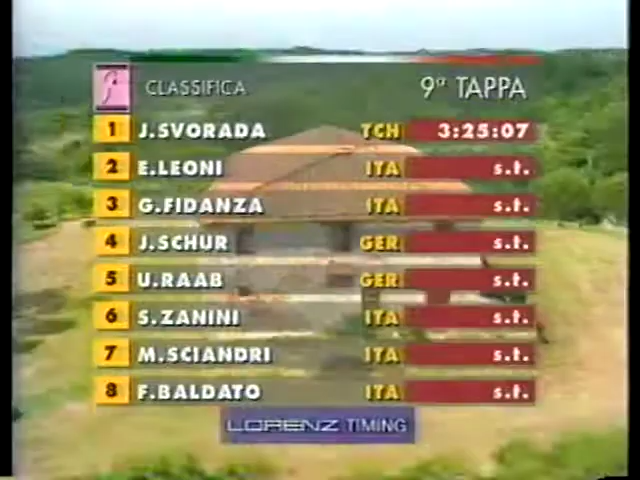 CLASSIFICA 9ª TAPPA
1 J.SVORADA TCH 3:25:07
2 E.LEONI ITA s.t.
3 G.FIDANZA ITA s.t.
4 J.SCHUR GER s.t.
5 U.RAAB GER s.t.
6 S.ZANINI ITA s.t.
7 M.SCIANDRI ITA s.t.
8 F.BALDATO ITA s.t.
LORENZ TIMING